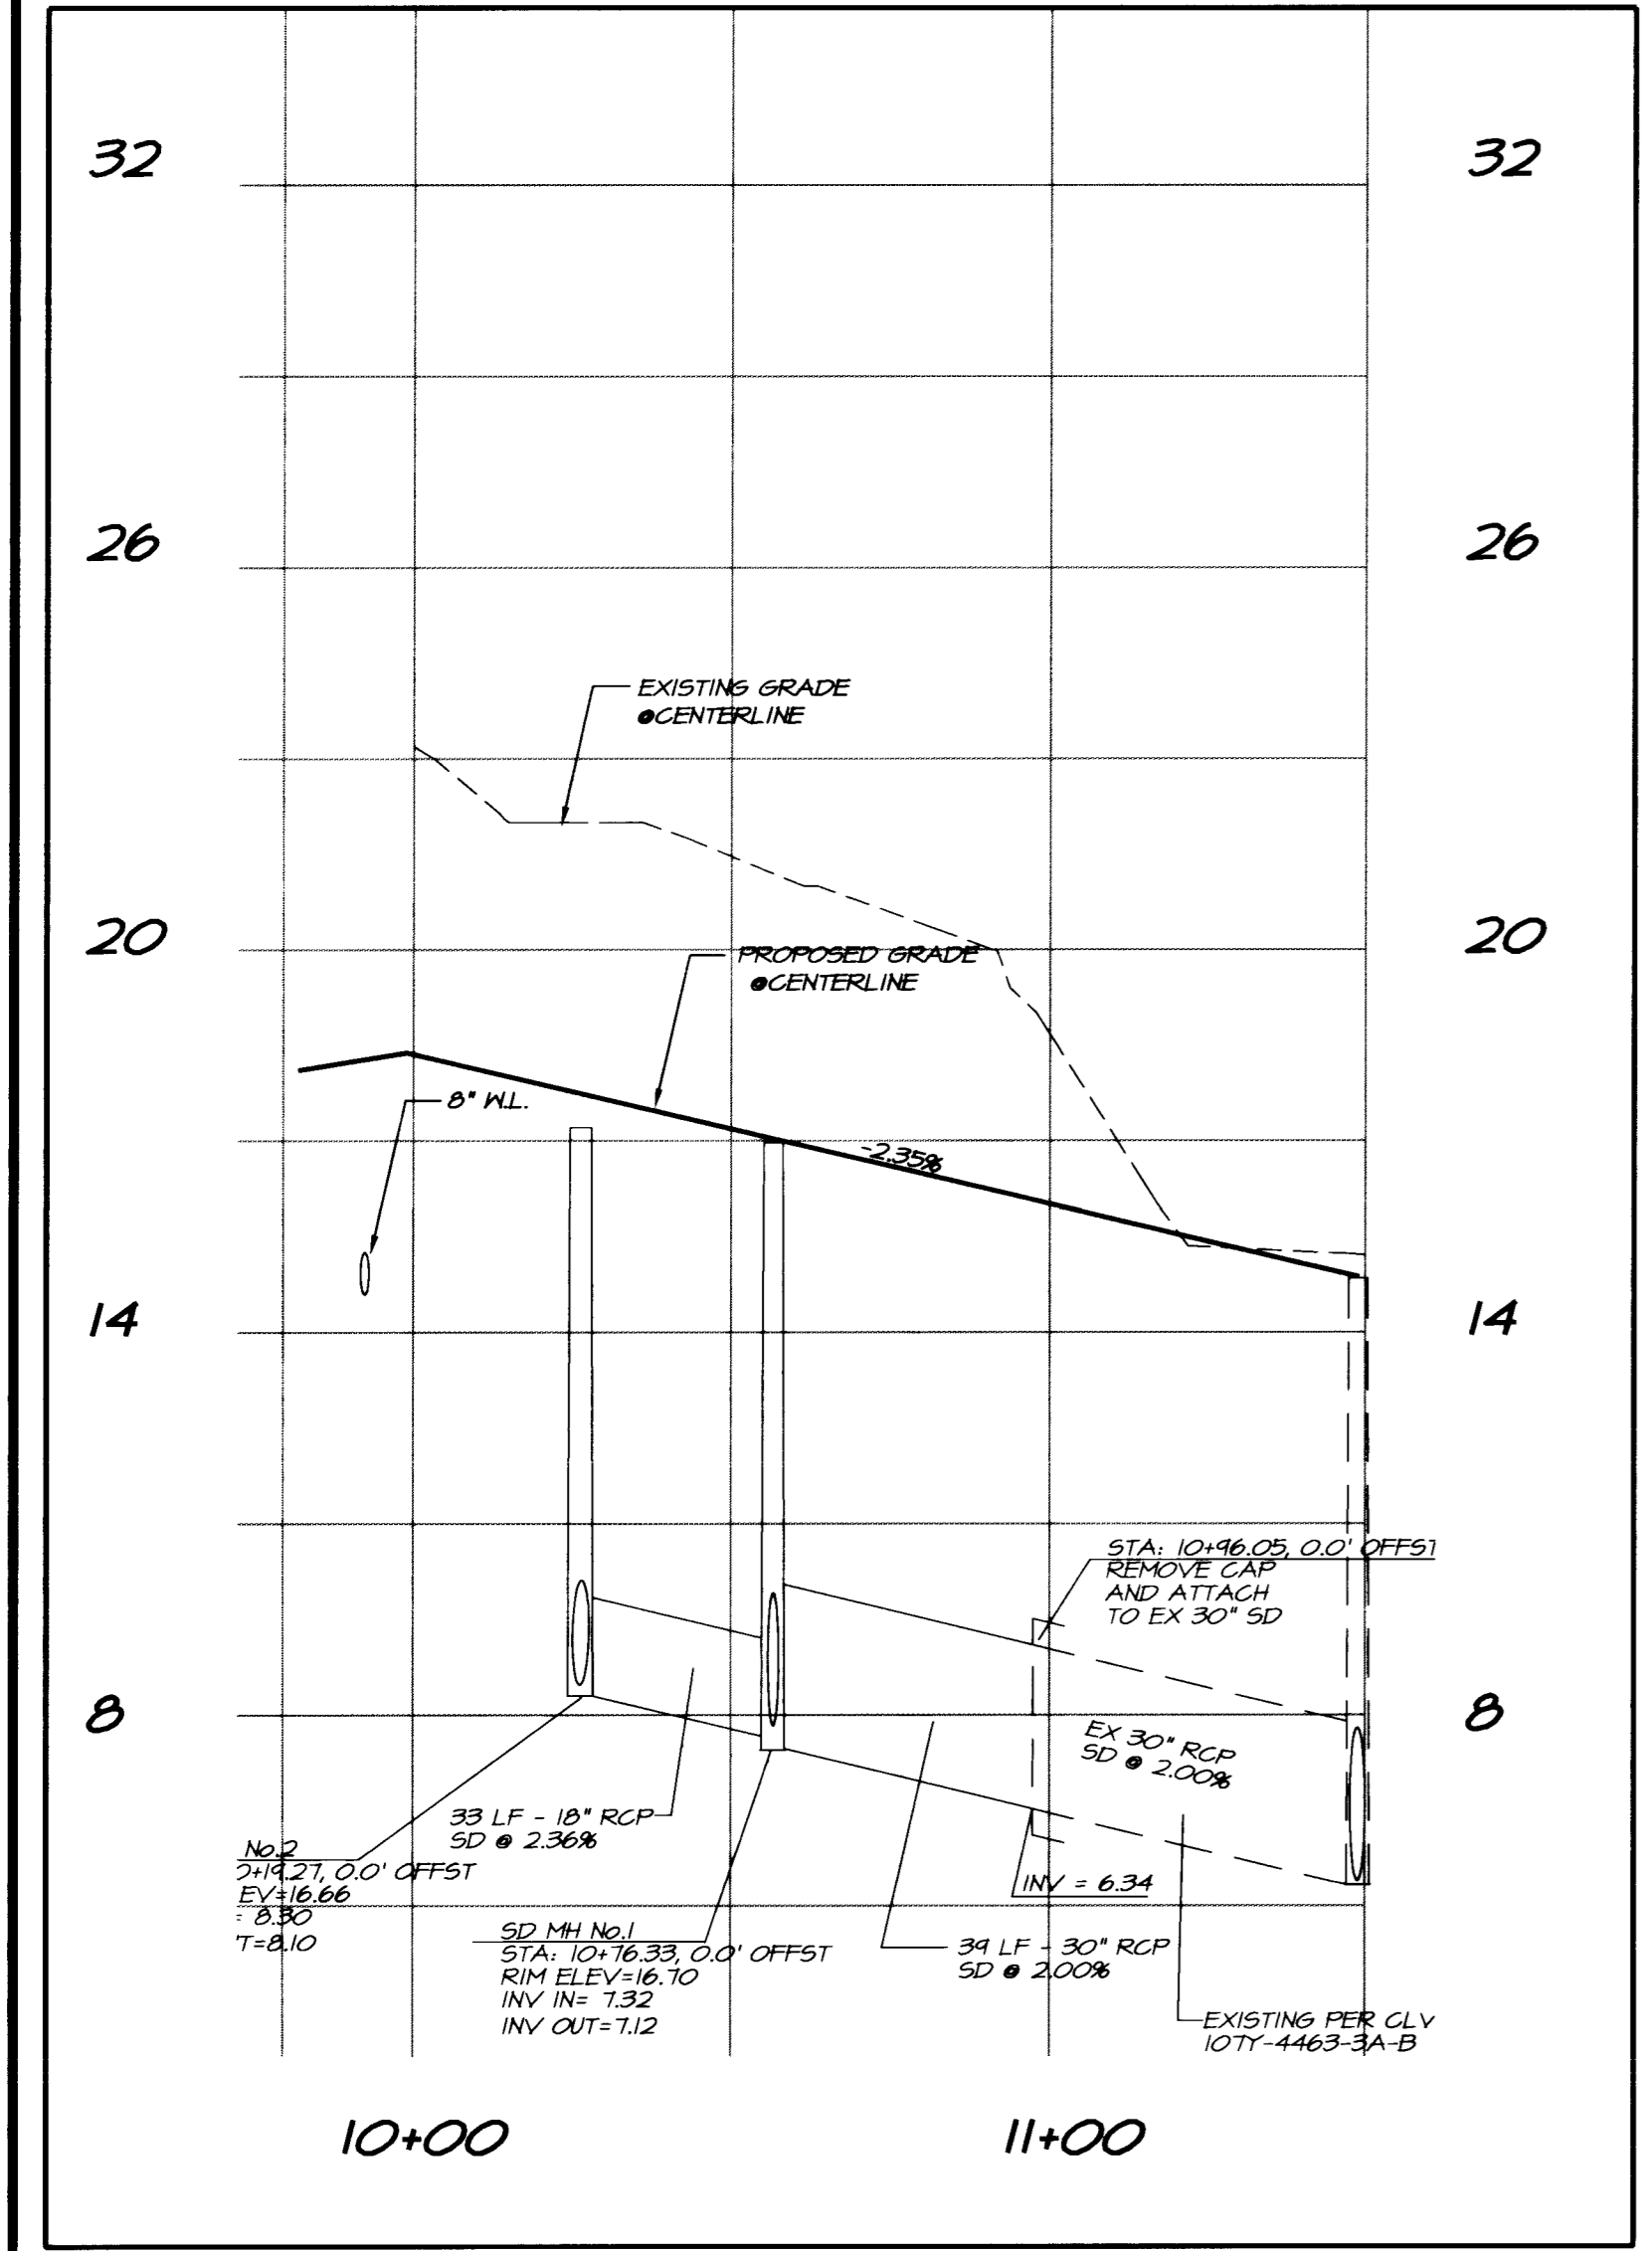 32
32
26
26
EXISTING GRADE
@CENTERLINE
20
20
PROPOSED GRADE
@CENTERLINE
8" W.L.
-2.35%
14
14
STA: 10+96.05, 0.0' OFFST
REMOVE CAP
AND ATTACH
TO EX 30" SD
8
8
EX 30" RCP
SD @ 2.00%
33 LF - 18" RCP
SD @ 2.36%
No.2
0+19.27, 0.0' OFFST
EV=16.66
= 8.30
T=8.10
INV = 6.34
SD MH No.1
STA: 10+76.33, 0.0' OFFST
RIM ELEV=16.70
INV IN= 7.32
INV OUT=7.12
39 LF - 30" RCP
SD @ 2.00%
EXISTING PER CLV
107Y-4463-3A-B
10+00
11+00